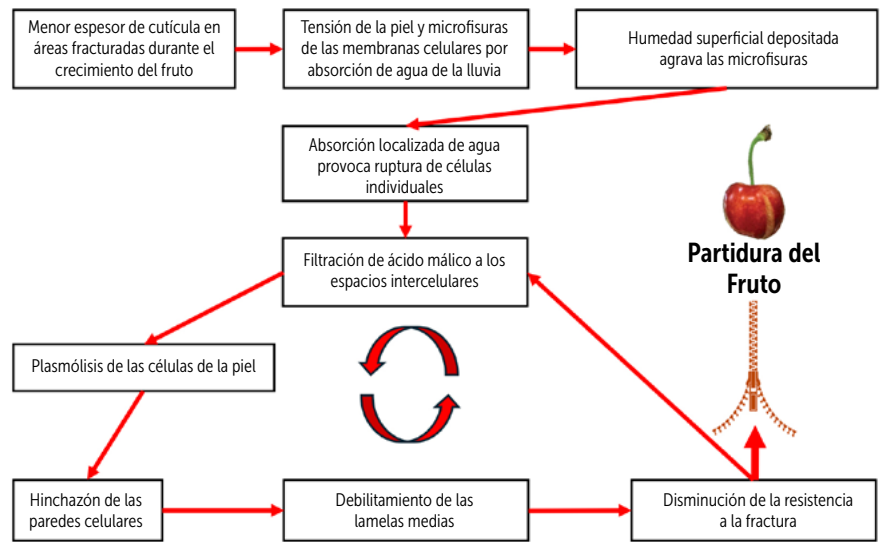 Menor espesor de cutícula en
áreas fracturadas durante el
crecimiento del fruto
Tensión de la piel y microfisuras
de las membranas celulares por
absorción de agua de la lluvia
Humedad superficial depositada
agrava las microfisuras
Absorción localizada de agua
provoca ruptura de células
individuales
Filtración de ácido málico a los
espacios intercelulares
Partidura del
Fruto
Plasmólisis de las células de la piel
Hinchazón de las
paredes celulares
Debilitamiento de las
lamelas medias
Disminución de la resistencia
a la fractura